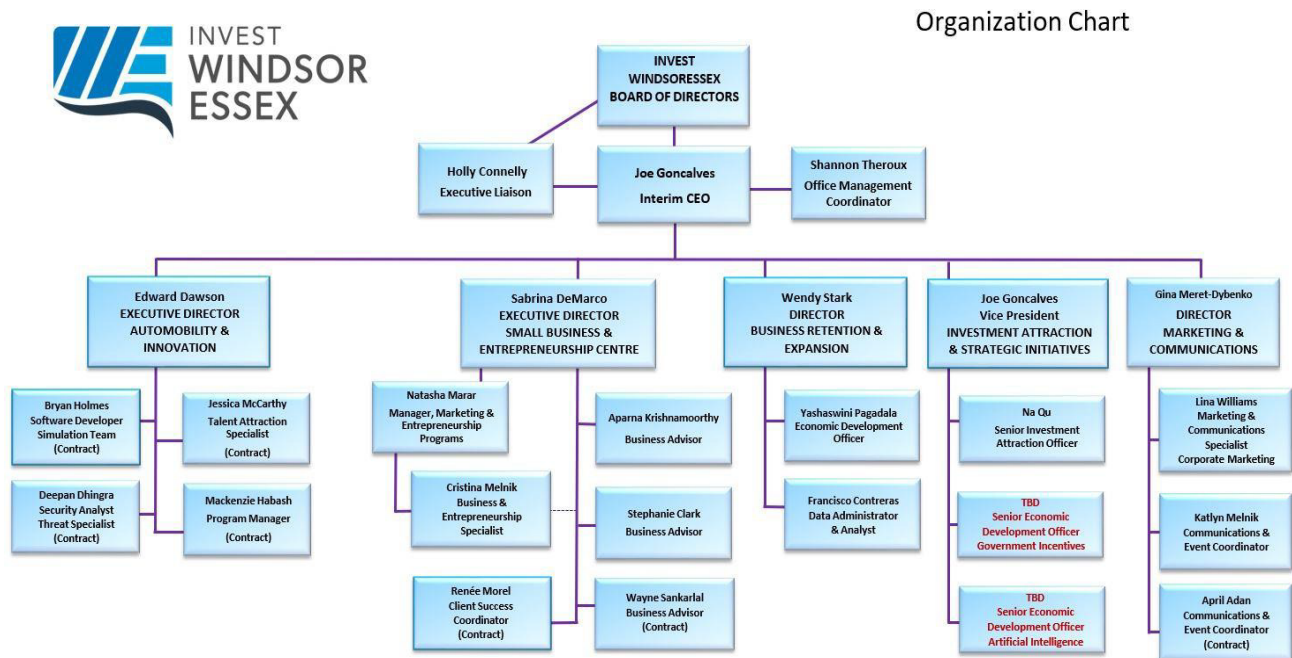 Organization Chart
INVEST
WINDSOR
ESSEX
INVEST
WINDSORESSEX
BOARD OF DIRECTORS
Holly Connelly
Executive Liaison
Joe Goncalves
Interim CEO
Shannon Theroux
Office Management
Coordinator
Edward Dawson
EXECUTIVE DIRECTOR
AUTOMOBILITY &
INNOVATION
Sabrina DeMarco
EXECUTIVE DIRECTOR
SMALL BUSINESS &
ENTREPRENEURSHIP CENTRE
Wendy Stark
DIRECTOR
BUSINESS RETENTION &
EXPANSION
Joe Goncalves
Vice President
INVESTMENT ATTRACTION
& STRATEGIC INITIATIVES
Gina Meret-Dybenko
DIRECTOR
MARKETING &
COMMUNICATIONS
Bryan Holmes
Software Developer
Simulation Team
(Contract)
Jessica McCarthy
Talent Attraction
Specialist
(Contract)
Deepan Dhingra
Security Analyst
Threat Specialist
(Contract)
Mackenzie Habash
Program Manager
(Contract)
Natasha Marar
Manager, Marketing &
Entrepreneurship
Programs
Aparna Krishnamoorthy
Business Advisor
Cristina Melnik
Business &
Entrepreneurship
Specialist
Stephanie Clark
Business Advisor
Renée Morel
Client Success
Coordinator
(Contract)
Wayne Sankarlal
Business Advisor
(Contract)
Yashaswini Pagadala
Economic Development
Officer
Francisco Contreras
Data Administrator
& Analyst
Na Qu
Senior Investment
Attraction Officer
TBD
Senior Economic
Development Officer
Government Incentives
TBD
Senior Economic
Development Officer
Artificial Intelligence
Lina Williams
Marketing &
Communications
Specialist
Corporate Marketing
Katlyn Melnik
Communications &
Event Coordinator
April Adan
Communications &
Event Coordinator
(Contract)